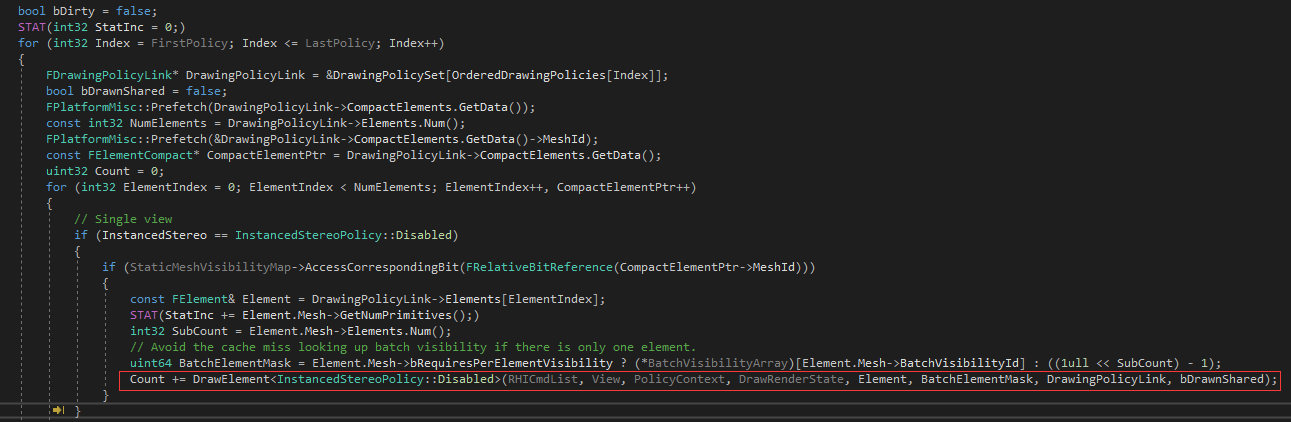 bool bDirty = false;
STAT(int32 StatInc = 0;)
for (int32 Index = FirstPolicy; Index <= LastPolicy; Index++)
{
FDrawingPolicyLink* DrawingPolicyLink = &DrawingPolicySet[OrderedDrawingPolicies[Index]];
bool bDrawnShared = false;
FPlatformMisc::Prefetch(DrawingPolicyLink->CompactElements.GetData());
const int32 NumElements = DrawingPolicyLink->Elements.Num();
FPlatformMisc::Prefetch(&DrawingPolicyLink->CompactElements.GetData()->MeshId);
const FElementCompact* CompactElementPtr = DrawingPolicyLink->CompactElements.GetData();
uint32 Count = 0;
for (int32 ElementIndex = 0; ElementIndex < NumElements; ElementIndex++, CompactElementPtr++)
{
// Single view
if (InstancedStereo == InstancedStereoPolicy::Disabled)
{
if (StaticMeshVisibilityMap->AccessCorrespondingBit(FRelativeBitReference(CompactElementPtr->MeshId)))
{
const FElement& Element = DrawingPolicyLink->Elements[ElementIndex];
STAT(StatInc += Element.Mesh->GetNumPrimitives();)
int32 SubCount = Element.Mesh->Elements.Num();
// Avoid the cache miss looking up batch visibility if there is only one element.
uint64 BatchElementMask = Element.Mesh->bRequiresPerElementVisibility ? (*BatchVisibilityArray)[Element.Mesh->BatchVisibilityId] : ((1ull << SubCount) - 1);
Count += DrawElement<InstancedStereoPolicy::Disabled>(RHICmdList, View, PolicyContext, DrawRenderState, Element, BatchElementMask, DrawingPolicyLink, bDrawnShared);
}
}